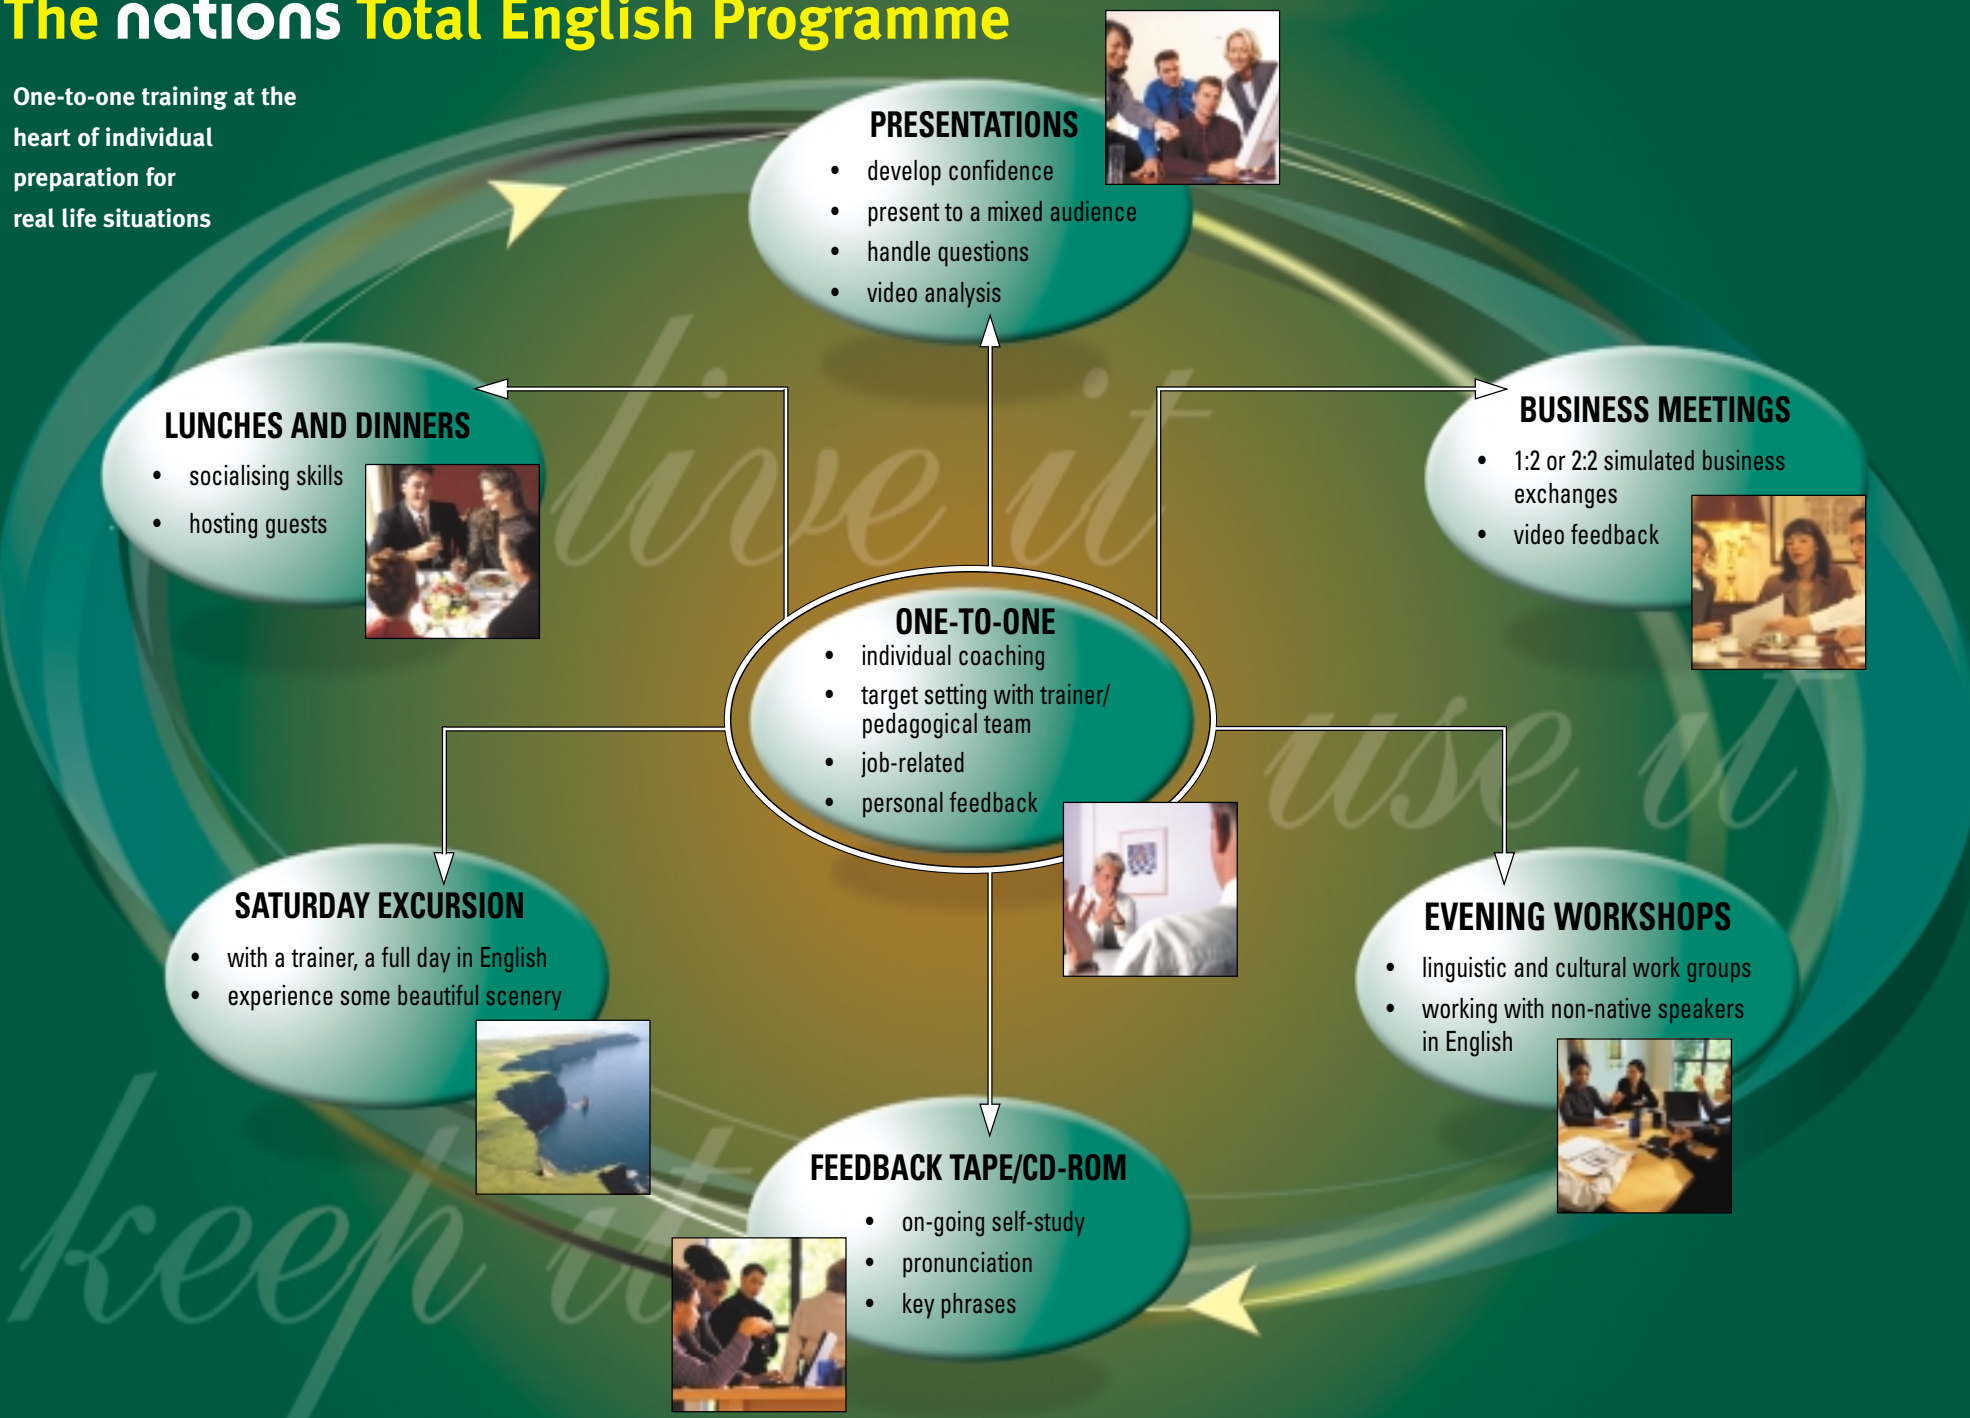 The nations Total English Programme
One-to-one training at the
heart of individual
preparation for
real life situations
PRESENTATIONS
• develop confidence
• present to a mixed audience
• handle questions
• video analysis
LUNCHES AND DINNERS
• socialising skills
• hosting guests
BUSINESS MEETINGS
• 1:2 or 2:2 simulated business
exchanges
• video feedback
live it
ONE-TO-ONE
• individual coaching
• target setting with trainer/
pedagogical team
• job-related
• personal feedback
use it
SATURDAY EXCURSION
• with a trainer, a full day in English
• experience some beautiful scenery
EVENING WORKSHOPS
• linguistic and cultural work groups
• working with non-native speakers
in English
keep it
FEEDBACK TAPE/CD-ROM
• on-going self-study
• pronunciation
• key phrases